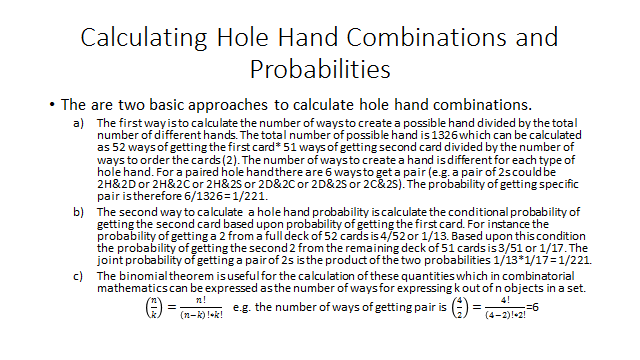 Calculating Hole Hand Combinations and
Probabilities
• The are two basic approaches to calculate hole hand combinations.
a) The first way is to calculate the number of ways to create a possible hand divided by the total
number of different hands. The total number of possible hand is 1326 which can be calculated
as 52 ways of getting the first card* 51 ways of getting second card divided by the number of
ways to order the cards (2). The number of ways to create a hand is different for each type of
hole hand. For a paired hole hand there are 6 ways to get a pair (e.g. a pair of 2s could be
2H&2D or 2H&2C or 2H&2S or 2D&2C or 2D&2S or 2C&2S). The probability of getting specific
pair is therefore 6/1326=1/221.
b) The second way to calculate a hole hand probability is calculate the conditional probability of
getting the second card based upon probability of getting the first card. For instance the
probability of getting a 2 from a full deck of 52 cards is 4/52 or 1/13. Based upon this condition
the probability of getting the second 2 from the remaining deck of 51 cards is 3/51 or 1/17. The
joint probability of getting a pair of 2s is the product of the two probabilities 1/13*1/17=1/221.
c) The binomial theorem is useful for the calculation of these quantities which in combinatorial
mathematics can be expressed as the number of ways for expressing k out of n objects in a set.
(n/k) = n!/((n−k)!∗k!) e.g. the number of ways of getting pair is (4/2) = 4!/((4−2)!∗2!)=6